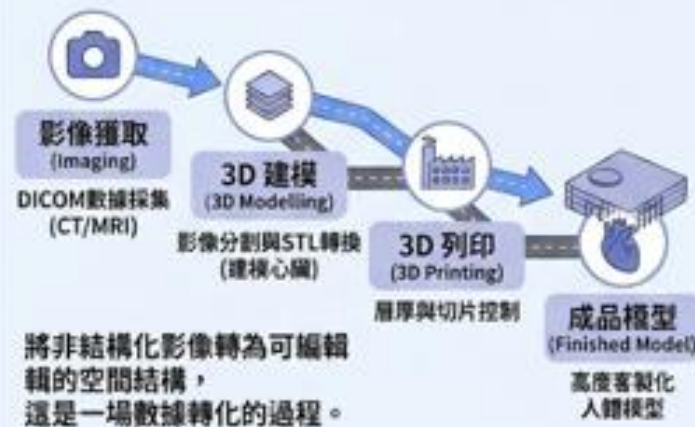 影像獲取
(Imaging)
DICOM數據採集
(CT/MRI)
3D 建模
(3D Modelling)
影像分割與STL轉換
(建模心臟)
3D 列印
(3D Printing)
層厚與切片控制
成品模型
(Finished Model)
高度客製化
人體模型
將非結構化影像轉為可編輯
輯的空間結構，
這是一場數據轉化的過程。